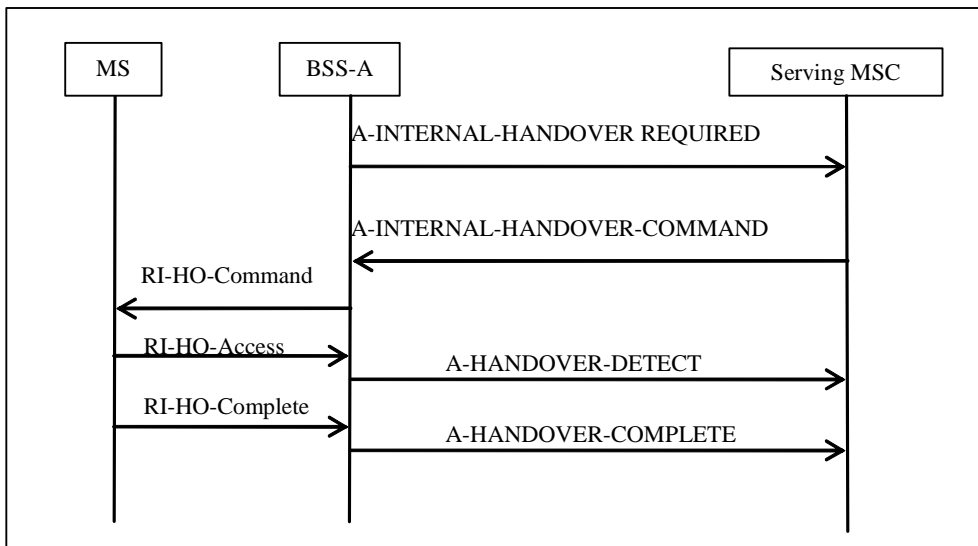 MS
BSS-A
Serving MSC
A-INTERNAL-HANDOVER REQUIRED
A-INTERNAL-HANDOVER-COMMAND
RI-HO-Command
RI-HO-Access
A-HANDOVER-DETECT
RI-HO-Complete
A-HANDOVER-COMPLETE